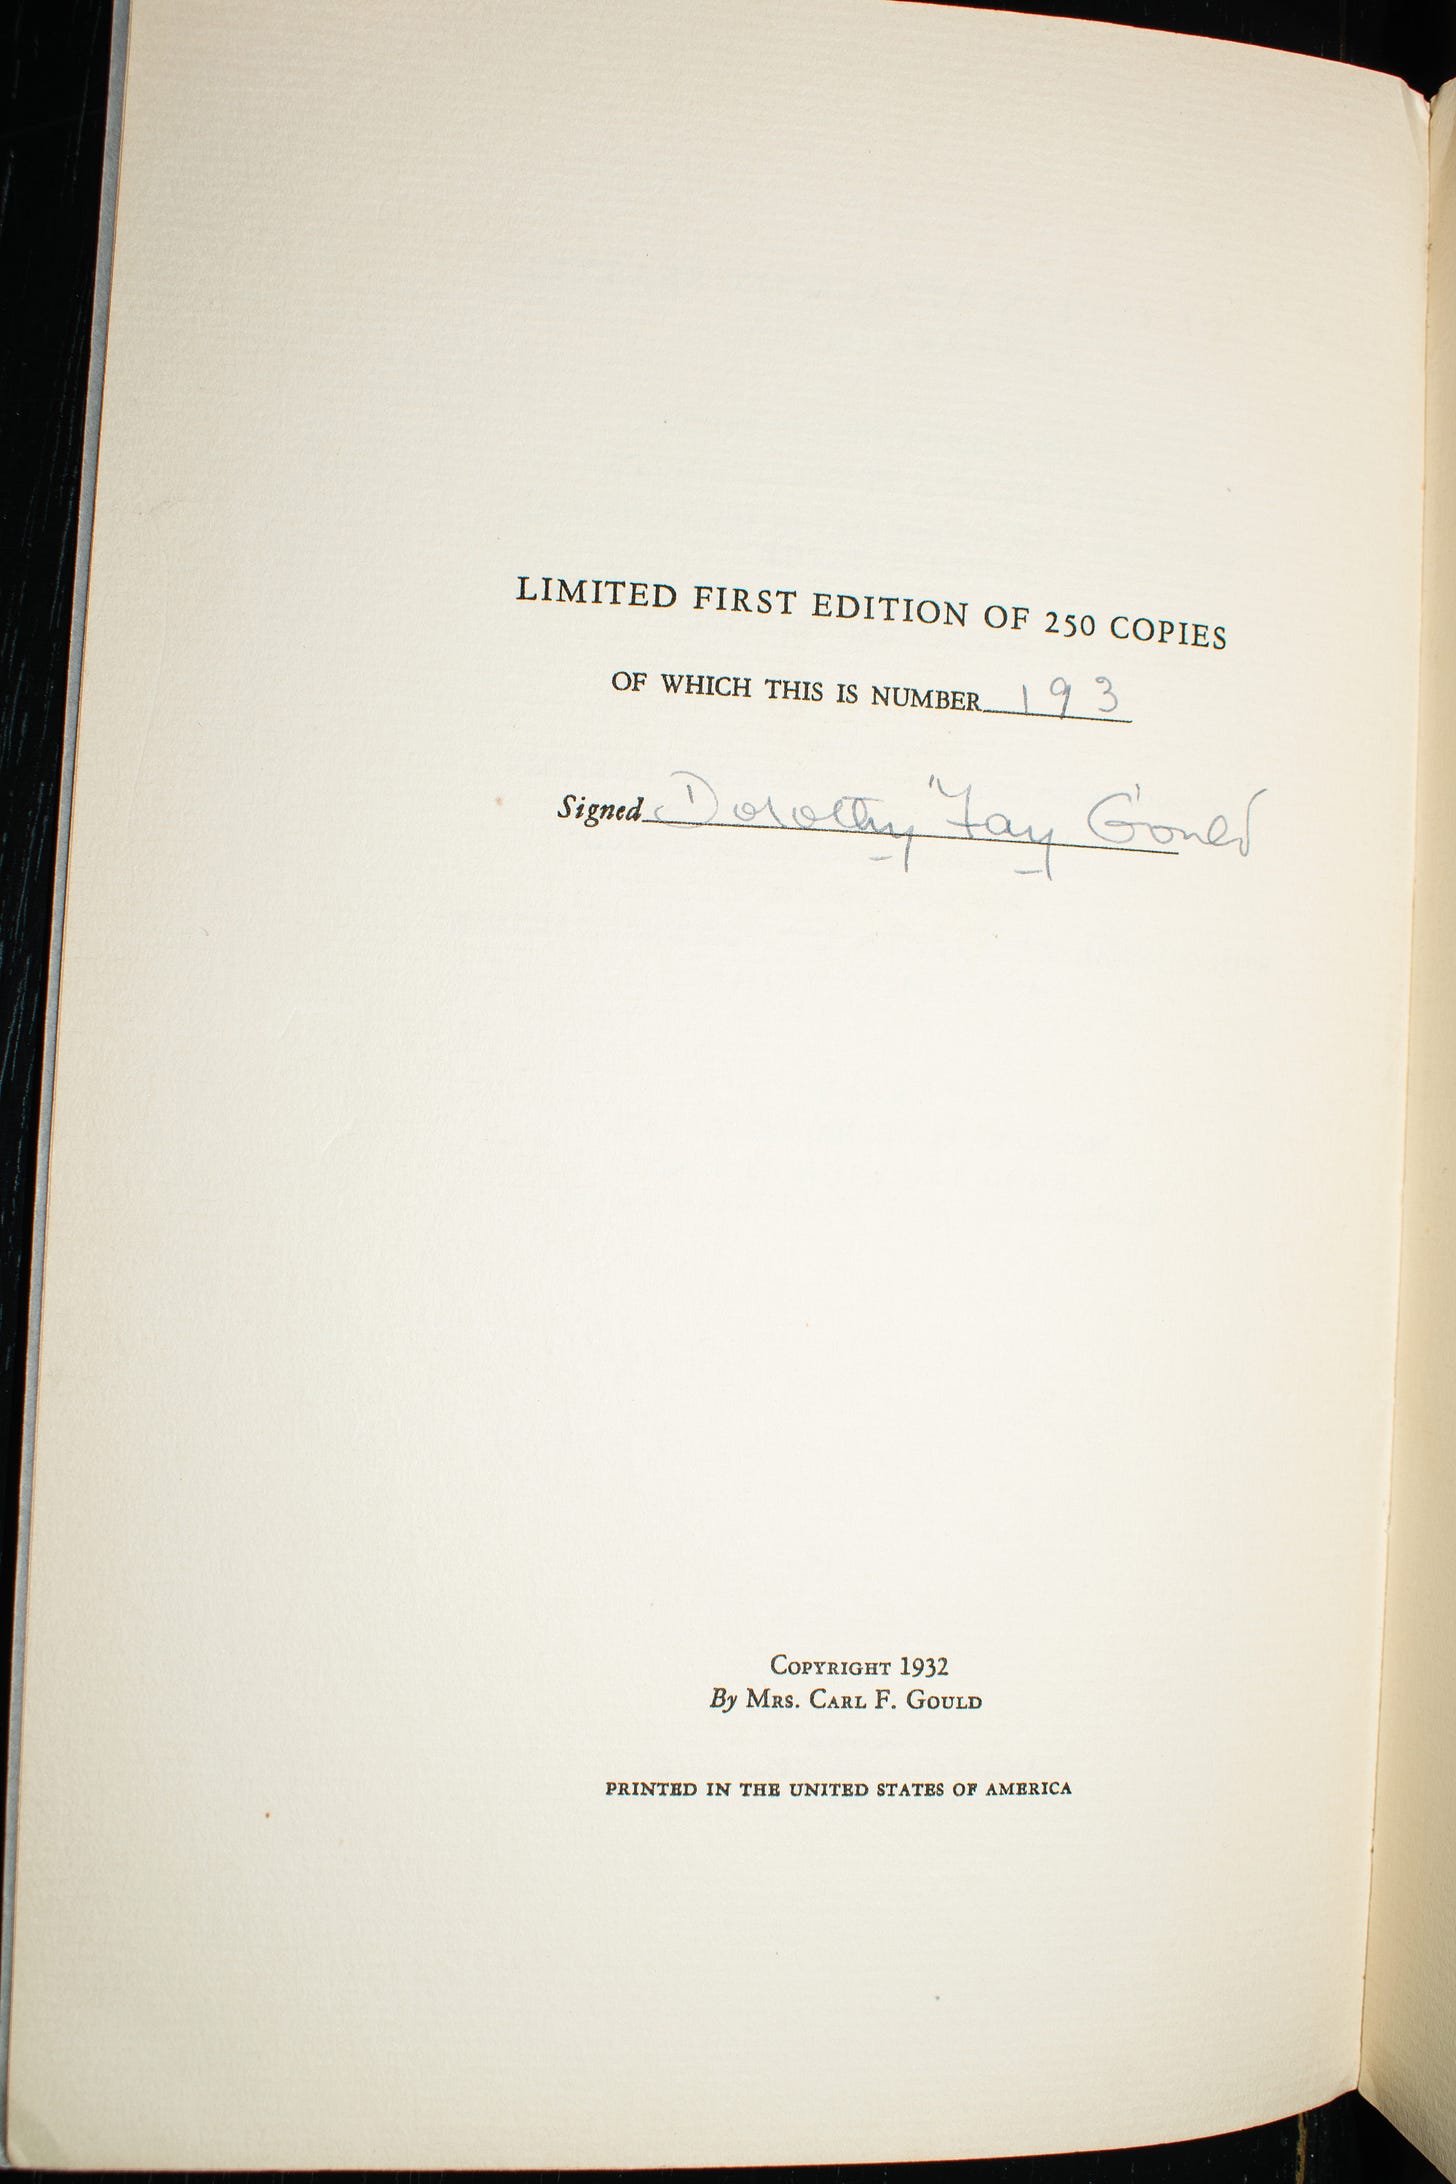 LIMITED FIRST EDITION OF 250 COPIES
OF WHICH THIS IS NUMBER 193
Signed Dorothy Fay Gould
COPYRIGHT 1932
By MRS. CARL F. GOULD
PRINTED IN THE UNITED STATES OF AMERICA